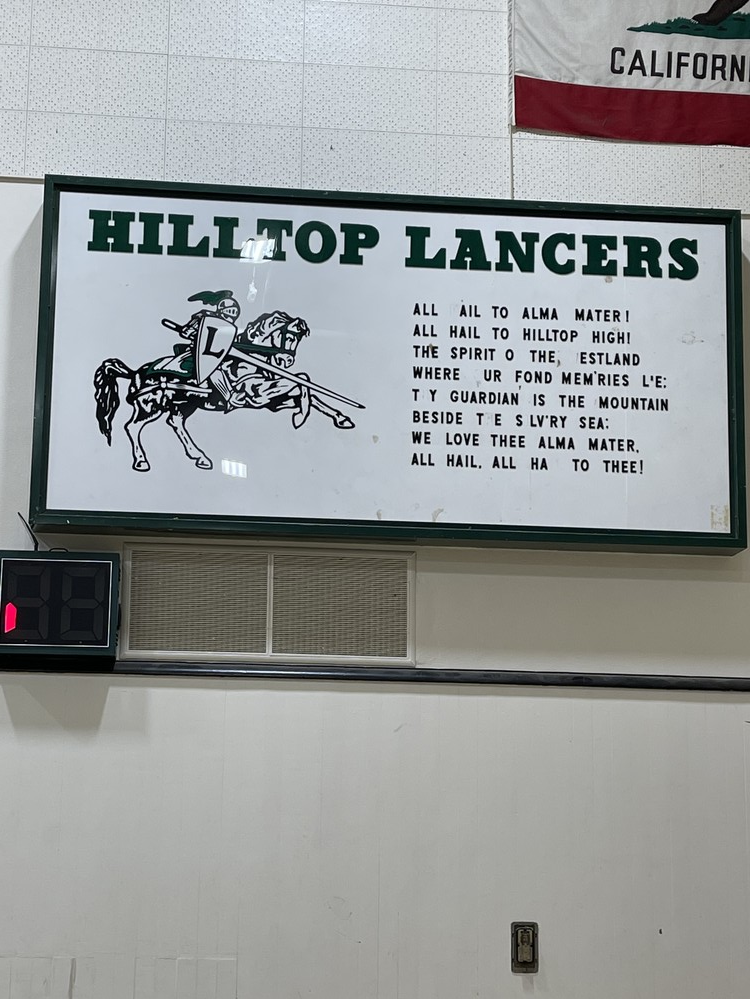 CALIFORN
HILLTOP LANCERS
L
ALL AIL TO ALMA MATER!
ALL HAIL TO HILLTOP HIGH!
THE SPIRIT O THE, ESTLAND
WHERE UR FOND MEM'RIES L'E:
T Y GUARDIAN IS THE MOUNTAIN
BESIDE T E S LV'RY SEA:
WE LOVE THEE ALMA MATER,
ALL HAIL, ALL HA TO THEE!